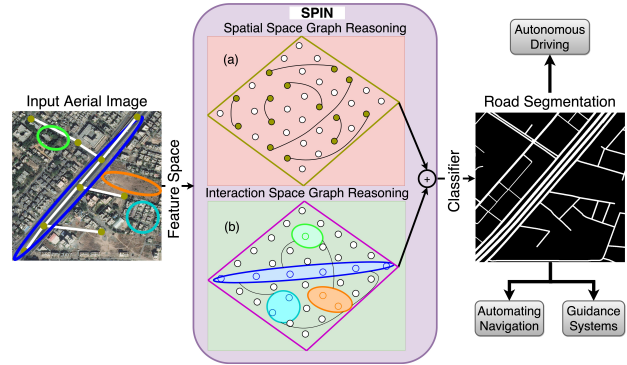 SPIN
Spatial Space Graph Reasoning
(a)
Input Aerial Image
Feature Space
Interaction Space Graph Reasoning
(b)
+
Classifier
Autonomous
Driving
Road Segmentation
Automating
Navigation
Guidance
Systems